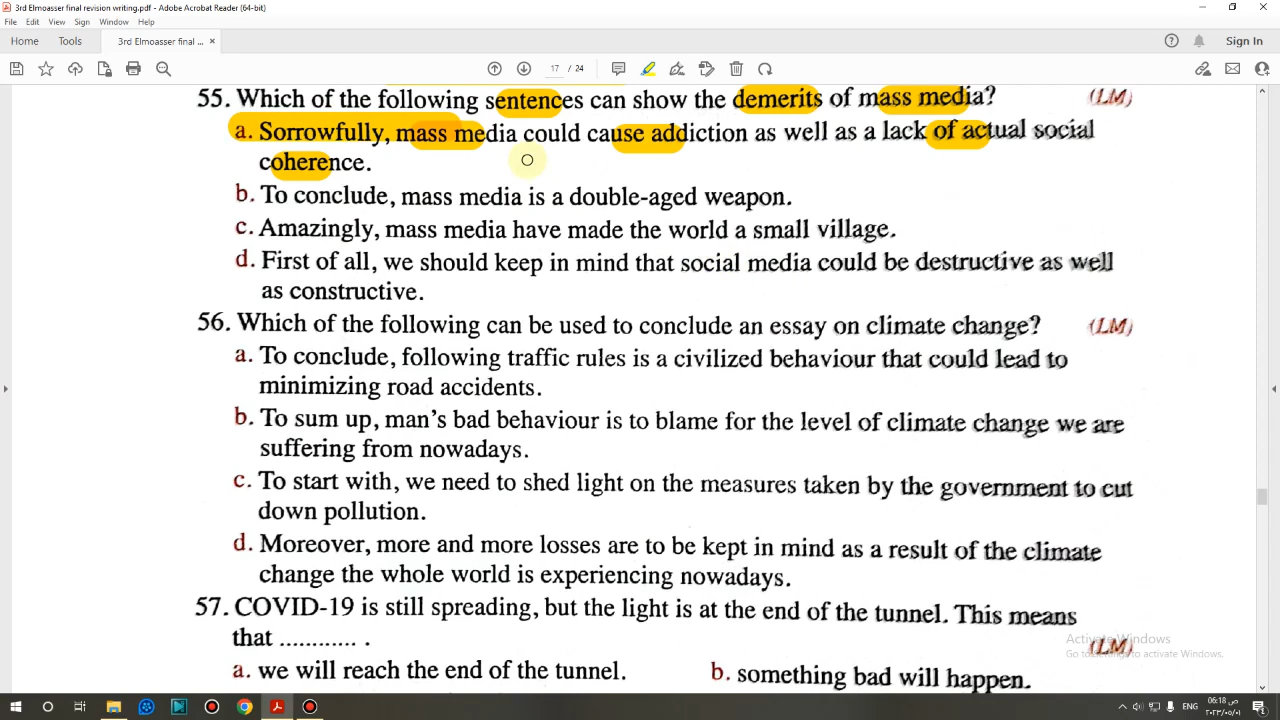 3rd Elmoasser final revision writing.pdf - Adobe Acrobat Reader (64-bit)
File Edit View Sign Window Help
Home Tools 3rd Elmoasser final ... × Sign In
17 / 24
55. Which of the following sentences can show the demerits of mass media? (LM)
a. Sorrowfully, mass media could cause addiction as well as a lack of actual social
coherence.
b. To conclude, mass media is a double-aged weapon.
c. Amazingly, mass media have made the world a small village.
d. First of all, we should keep in mind that social media could be destructive as well
as constructive.
56. Which of the following can be used to conclude an essay on climate change? (LM)
a. To conclude, following traffic rules is a civilized behaviour that could lead to
minimizing road accidents.
b. To sum up, man's bad behaviour is to blame for the level of climate change we are
suffering from nowadays.
c. To start with, we need to shed light on the measures taken by the government to cut
down pollution.
d. Moreover, more and more losses are to be kept in mind as a result of the climate
change the whole world is experiencing nowadays.
57. COVID-19 is still spreading, but the light is at the end of the tunnel. This means
that ............ . (LM)
a. we will reach the end of the tunnel. b. something bad will happen.
Activate Windows
Go to Settings to activate Windows.
ENG
06:18 ص
٢٠٢٣/٠٥/٠١